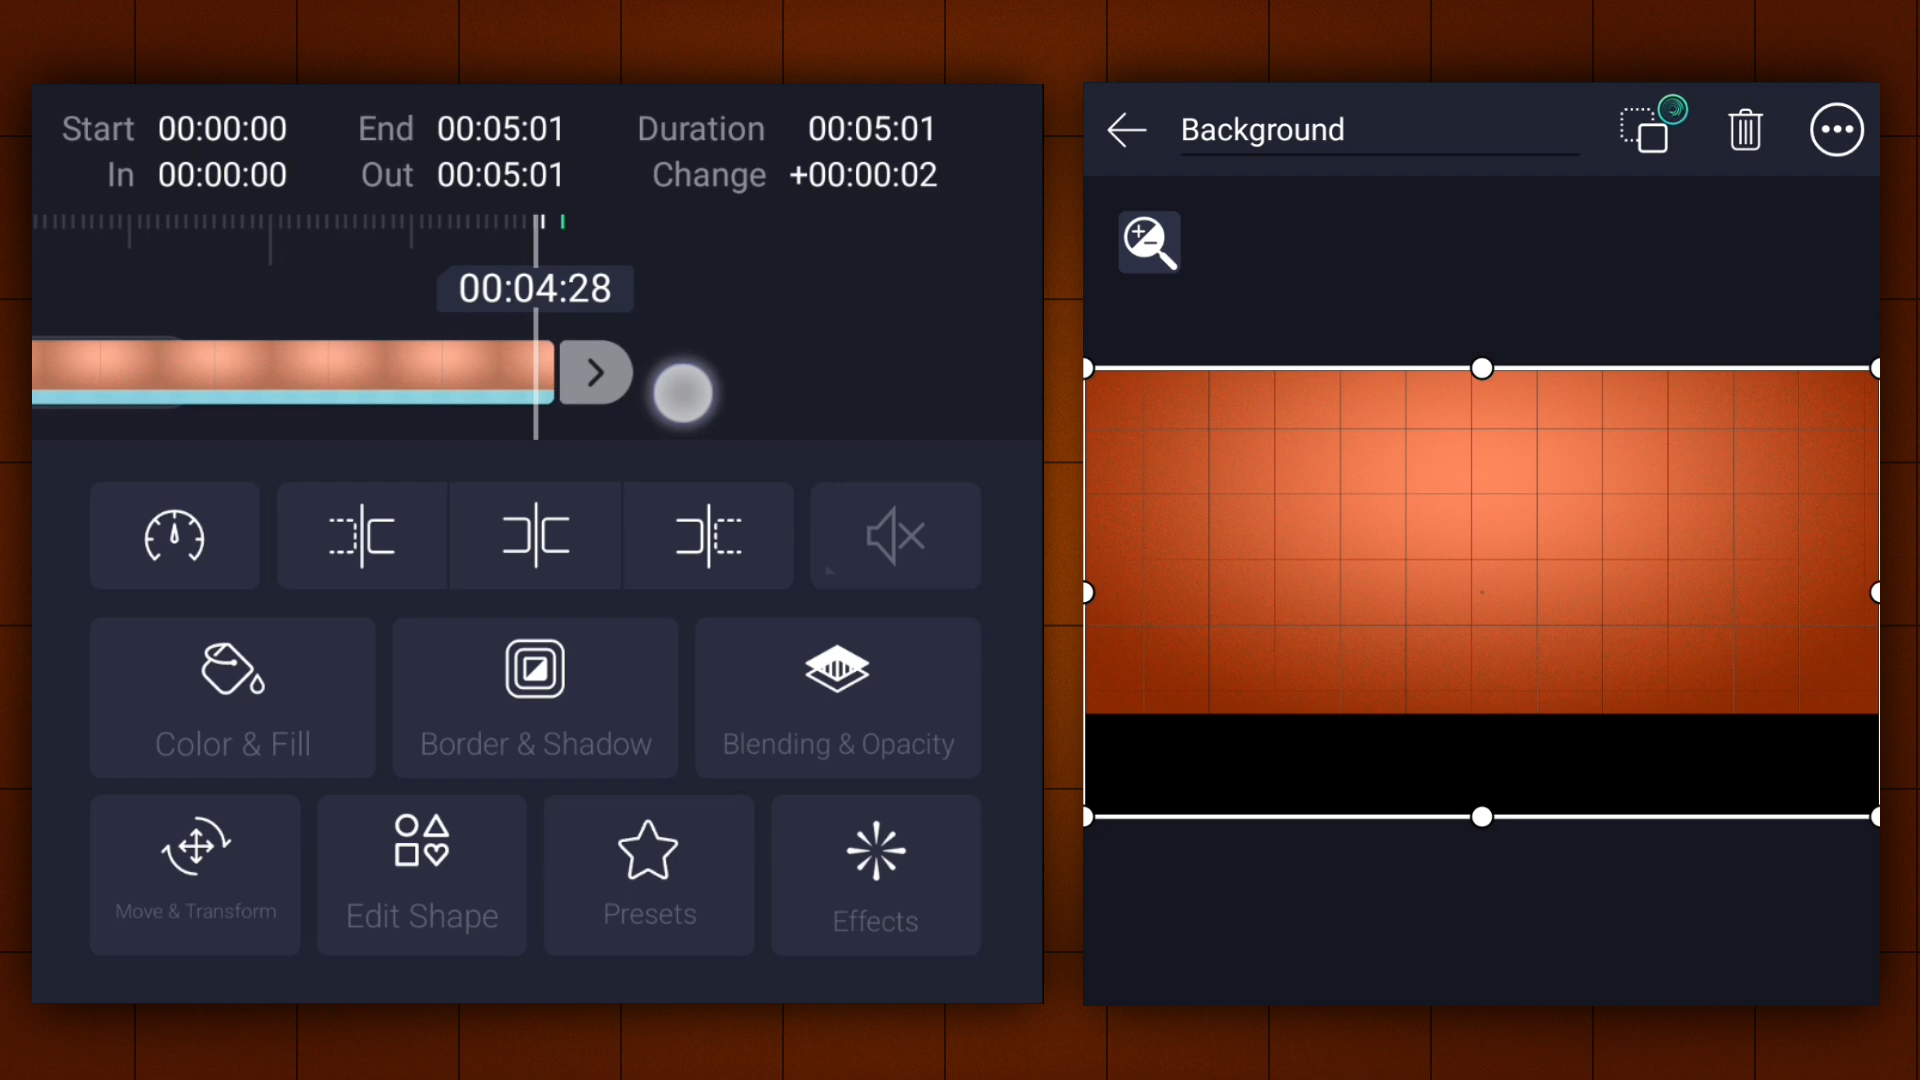 Start 00:00:00 End 00:05:01 Duration 00:05:01
In 00:00:00 Out 00:05:01 Change +00:00:02
00:04:28
Color & Fill Border & Shadow Blending & Opacity
Move & Transform Edit Shape Presets Effects
Background